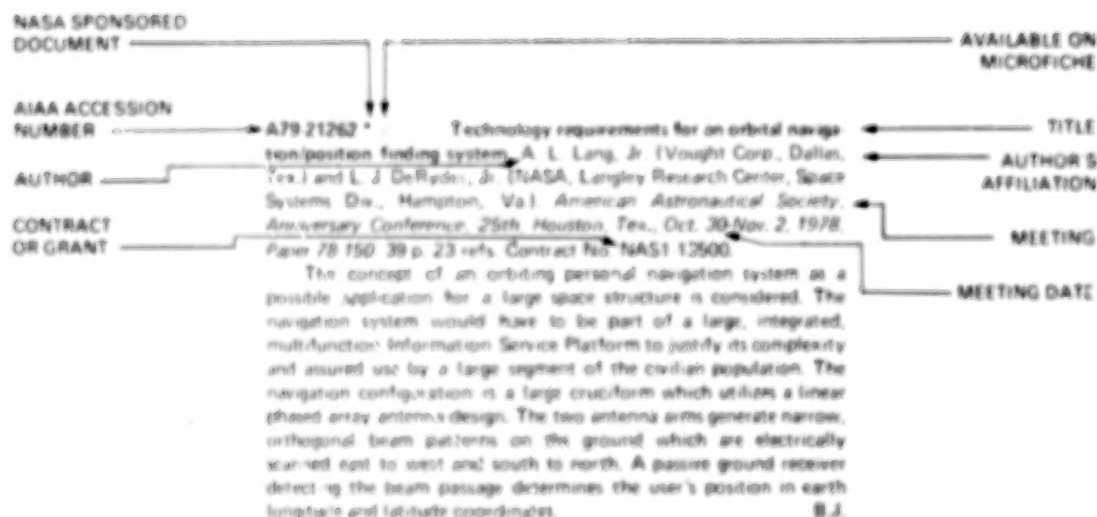 NASA SPONSORED
DOCUMENT
AVAILABLE ON
MICROFICHE
AIAA ACCESSION
NUMBER
A79-21262 * Technology requirements for an orbital naviga-
TITLE
tion/position finding system. A. L. Lang, Jr. (Vought Corp., Dallas,
AUTHOR'S
AFFILIATION
AUTHOR
Tex.) and L. J. DeRyder, Jr. (NASA, Langley Research Center, Space
Systems Div., Hampton, Va.). American Astronautical Society,
CONTRACT
OR GRANT
Anniversary Conference, 25th, Houston, Tex., Oct. 30-Nov. 2, 1978,
MEETING
Paper 78-150. 39 p. 23 refs. Contract No. NAS1-13500.
The concept of an orbiting personal navigation system as a
MEETING DATE
possible application for a large space structure is considered. The
navigation system would have to be part of a large, integrated,
multifunction Information Service Platform to justify its complexity
and assured use by a large segment of the civilian population. The
navigation configuration is a large cruciform which utilizes a linear
phased array antenna design. The two antenna arms generate narrow,
orthogonal beam patterns on the ground which are electrically
scanned east to west and south to north. A passive ground receiver
detecting the beam passage determines the user's position in earth
longitude and latitude coordinates. B.J.